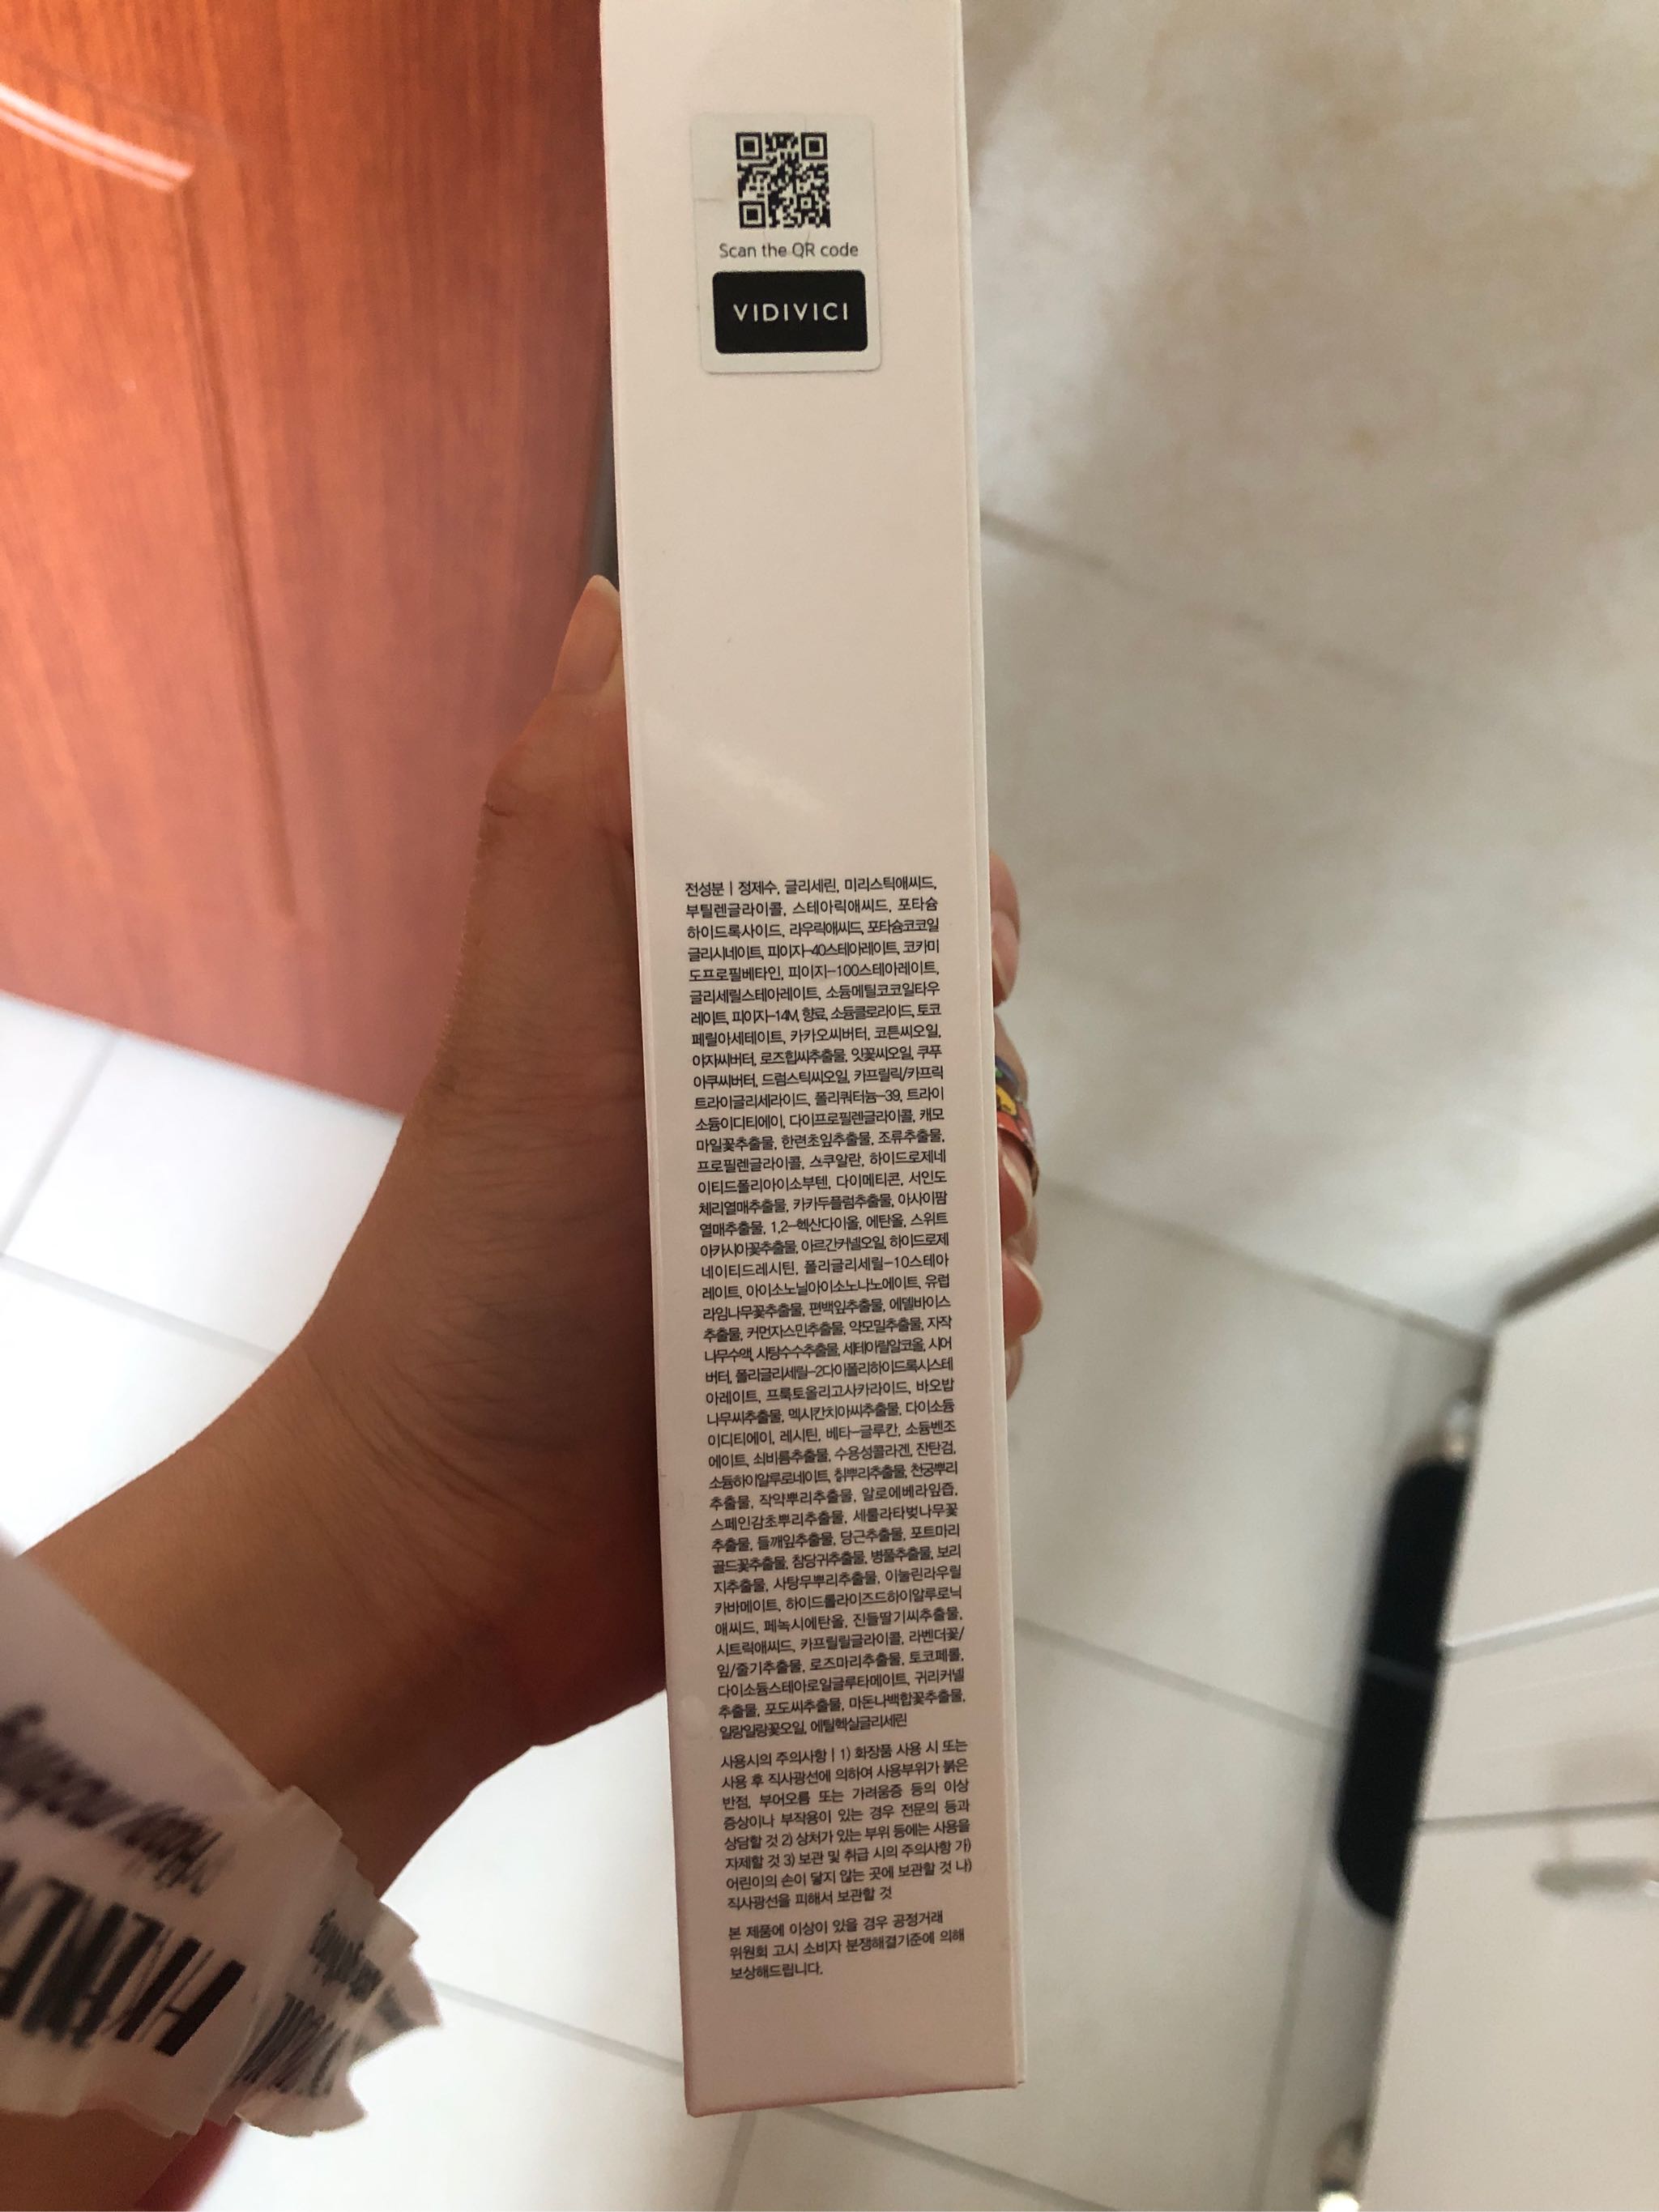 Scan the QR code
VIDIVICI
전성분 | 정제수, 글리세린, 미리스틱애씨드,
부틸렌글라이콜, 스테아릭애씨드, 포타슘
하이드록사이드, 라우릭애씨드, 포타슘코코일
글리시네이트, 피이지-40스테아레이트, 코카미
도프로필베타인, 피이지-100스테아레이트,
글리세릴스테아레이트, 소듐메틸코코일타우
레이트, 피이지-14M, 향료, 소듐클로라이드, 토코
페릴아세테이트, 카카오씨버터, 코튼씨오일,
야자씨버터, 로즈힙씨추출물, 잇꽃씨오일, 쿠푸
아쿠씨버터, 드럼스틱씨오일, 카프릴릭/카프릭
트라이글리세라이드, 폴리쿼터늄-39, 트라이
소듐이디티에이, 다이프로필렌글라이콜, 캐모
마일꽃추출물, 한련초잎추출물, 조류추출물,
프로필렌글라이콜, 스쿠알란, 하이드로제네
이티드폴리아이소부텐, 다이메티콘, 서인도
체리열매추출물, 카카두플럼추출물, 아사이팜
열매추출물, 1,2-헥산다이올, 에탄올, 스위트
아카시아꽃추출물, 아르간커넬오일, 하이드로제
네이티드레시틴, 폴리글리세릴-10스테아
레이트, 아이소노닐아이소노나노에이트, 유럽
라임나무꽃추출물, 편백잎추출물, 에델바이스
추출물, 커먼자스민추출물, 약모밀추출물, 자작
나무수액, 사탕수수추출물, 세테아릴알코올, 시어
버터, 폴리글리세릴-2다이폴리하이드록시스테
아레이트, 프룩토올리고사카라이드, 바오밥
나무씨추출물, 멕시칸치아씨추출물, 다이소듐
이디티에이, 레시틴, 베타-글루칸, 소듐벤조
에이트, 쇠비름추출물, 수용성콜라겐, 잔탄검,
소듐하이알루로네이트, 칡뿌리추출물, 천궁뿌리
추출물, 작약뿌리추출물, 알로에베라잎즙,
스페인감초뿌리추출물, 세룰라타벚나무꽃
추출물, 들깨잎추출물, 당근추출물, 포트마리
골드꽃추출물, 참당귀추출물, 병풀추출물, 보리
지추출물, 사탕무뿌리추출물, 이눌린라우릴
카바메이트, 하이드롤라이즈드하이알루로닉
애씨드, 페녹시에탄올, 진들딸기씨추출물,
시트릭애씨드, 카프릴릴글라이콜, 라벤더꽃/
잎/줄기추출물, 로즈마리추출물, 토코페롤,
다이소듐스테아로일글루타메이트, 귀리커넬
추출물, 포도씨추출물, 마돈나백합꽃추출물,
일랑일랑꽃오일, 에틸헥실글리세린
사용시의 주의사항 | 1) 화장품 사용 시 또는
사용 후 직사광선에 의하여 사용부위가 붉은
반점, 부어오름 또는 가려움증 등의 이상
증상이나 부작용이 있는 경우 전문의 등과
상담할 것 2) 상처가 있는 부위 등에는 사용을
자제할 것 3) 보관 및 취급 시의 주의사항 가)
어린이의 손이 닿지 않는 곳에 보관할 것 나)
직사광선을 피해서 보관할 것
본 제품에 이상이 있을 경우 공정거래
위원회 고시 소비자 분쟁해결기준에 의해
보상해드립니다.